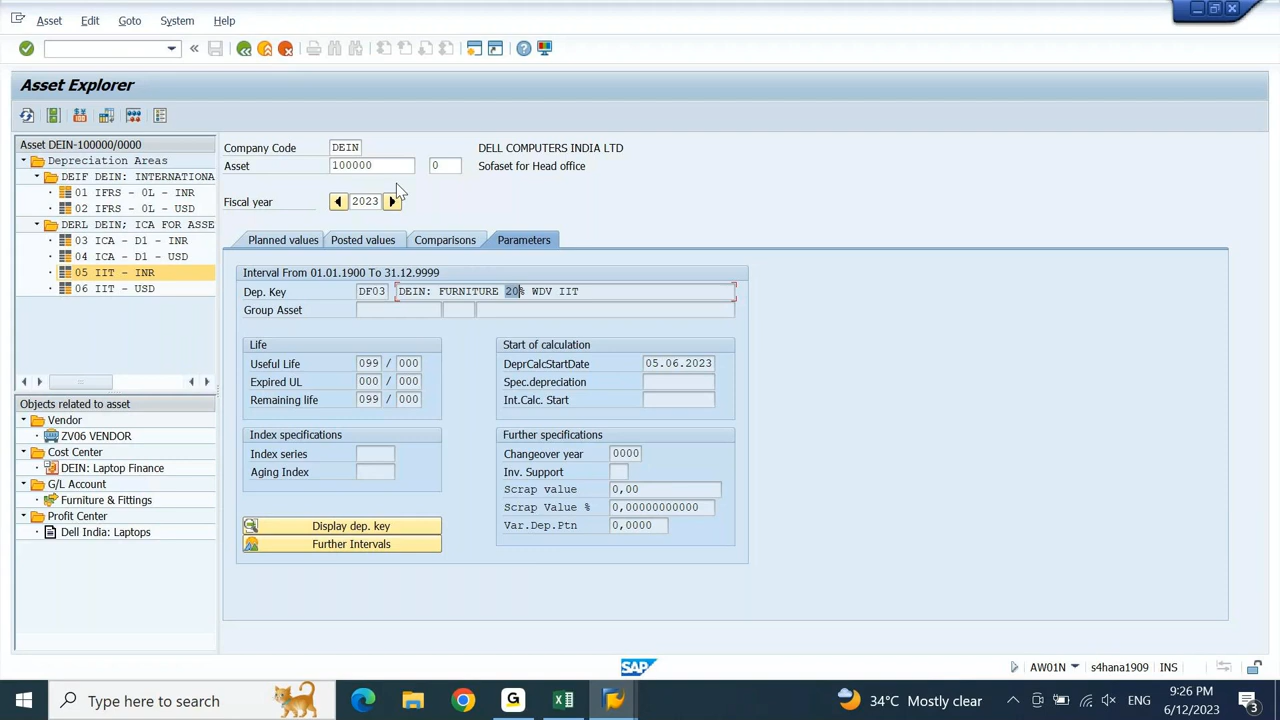 Asset Edit Goto System Help
Asset Explorer
Asset DEIN-100000/0000
Depreciation Areas
DEIF DEIN: INTERNATIONA
01 IFRS - 0L - INR
02 IFRS - 0L - USD
DERL DEIN; ICA FOR ASSE
03 ICA - D1 - INR
04 ICA - D1 - USD
05 IIT - INR
06 IIT - USD
Objects related to asset
Vendor
ZV06 VENDOR
Cost Center
DEIN: Laptop Finance
G/L Account
Furniture & Fittings
Profit Center
Dell India: Laptops
Company Code DEIN DELL COMPUTERS INDIA LTD
Asset 100000 0 Sofaset for Head office
Fiscal year 2023
Planned values Posted values Comparisons Parameters
Interval From 01.01.1900 To 31.12.9999
Dep. Key DF03 DEIN: FURNITURE 20% WDV IIT
Group Asset
Life
Useful Life 099 / 000
Expired UL 000 / 000
Remaining life 099 / 000
Start of calculation
DeprCalcStartDate 05.06.2023
Spec.depreciation
Int.Calc. Start
Index specifications
Index series
Aging Index
Further specifications
Changeover year 0000
Inv. Support
Scrap value 0,00
Scrap Value % 0,00000000000
Var.Dep.Ptn 0,0000
Display dep. key
Further Intervals
SAP AW01N s4hana1909 INS
Type here to search G 34°C Mostly clear ENG 9:26 PM
6/12/2023 3